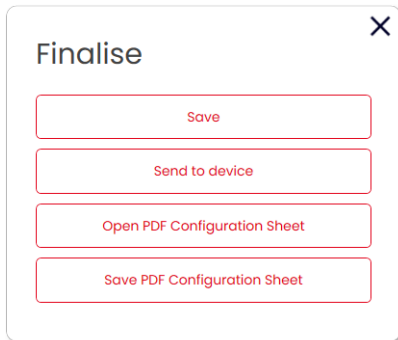 Finalise
Save
Send to device
Open PDF Configuration Sheet
Save PDF Configuration Sheet